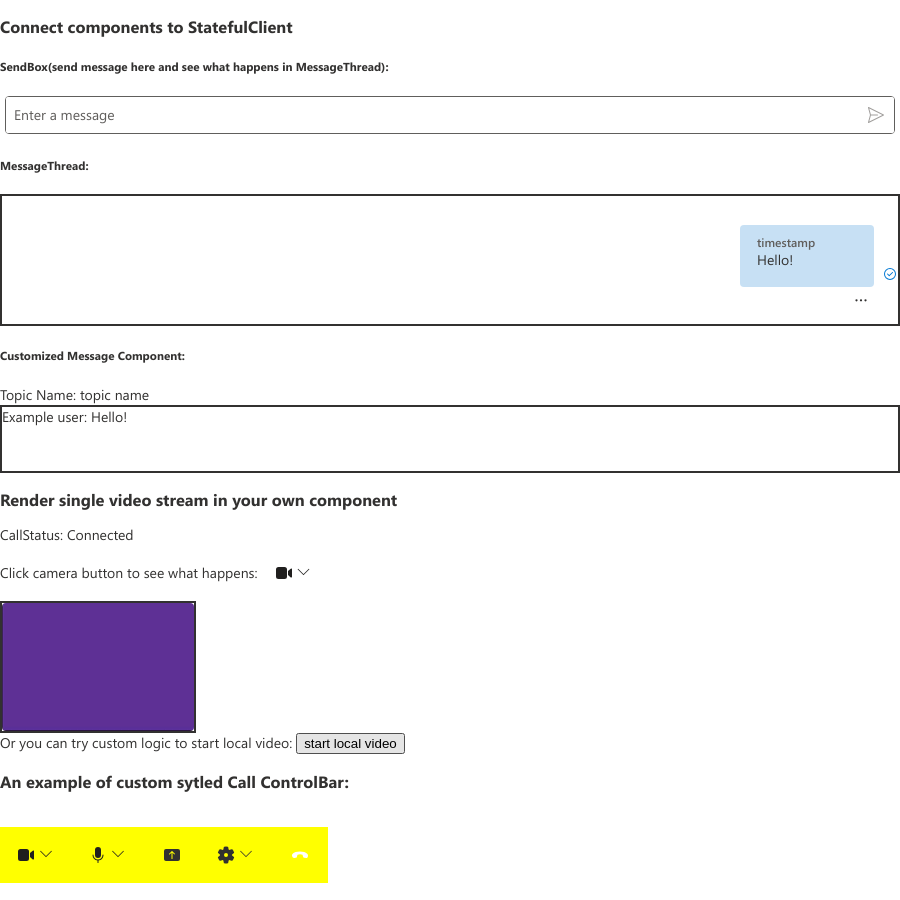 Connect components to StatefulClient
SendBox(send message here and see what happens in MessageThread):
Enter a message
MessageThread:
timestamp
Hello!
Customized Message Component:
Topic Name: topic name
Example user: Hello!
Render single video stream in your own component
CallStatus: Connected
Click camera button to see what happens:
Or you can try custom logic to start local video: start local video
An example of custom sytled Call ControlBar: